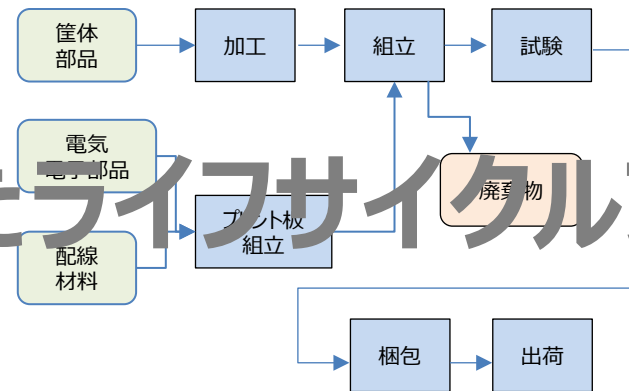 筐体
部品
加工
組立
試験
電気
電子部品
廃棄物
ライフサイクル
プリント板
組立
配線
材料
梱包
出荷